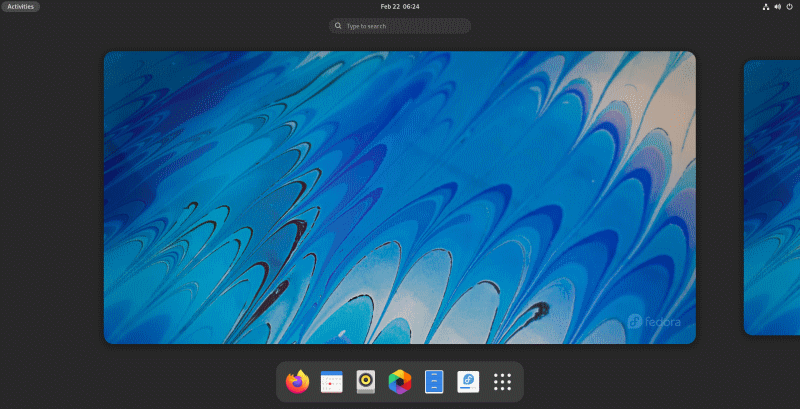 Activities
Feb 22 06:24
Type to search
fedora